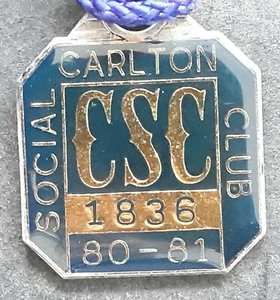 CARLTON
SOCIAL
CLUB
CSC
1836
80-81